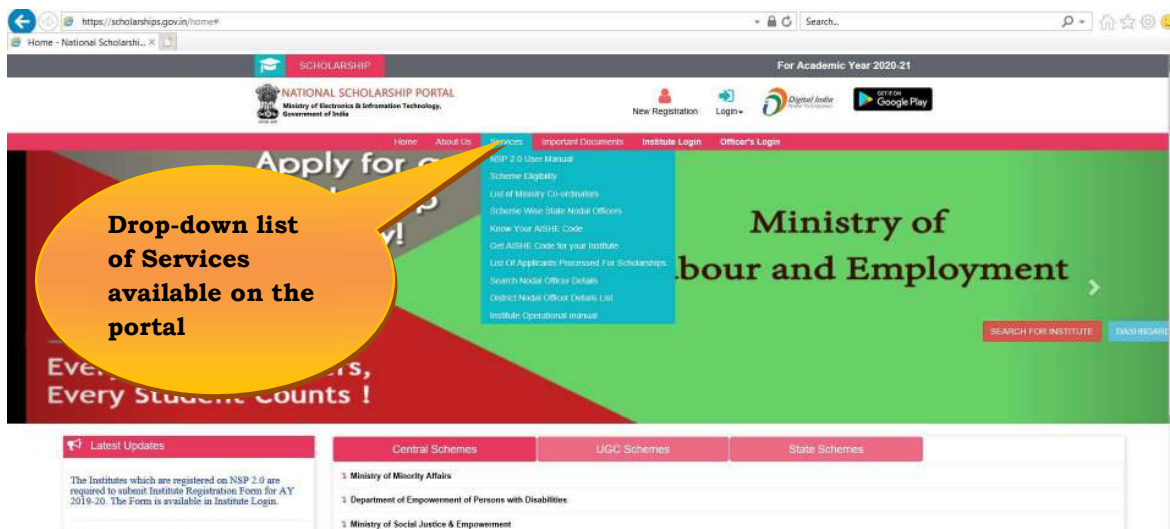 https://scholarships.gov.in/home#
Search...
Home - National Scholarshi...
SCHOLARSHIP
For Academic Year 2020-21
NATIONAL SCHOLARSHIP PORTAL
Ministry of Electronics & Infromation Technology,
Government of India
New Registration
Login
Digital India
Power To Empower
GET IT ON
Google Play
Home About Us Services Important Documents Institute Login Officer's Login
NSP 2.0 User Manual
Scheme Eligibility
List of Ministry Co-ordinators
Scheme Wise State Nodal Officers
Know Your AISHE Code
Get AISHE Code for your Institute
List Of Applicants Processed For Scholarships
Search Nodal Officer Details
District Nodal Officer Details List
Institute Operational manual
Apply for
Drop-down list
of Services
available on the
portal
Ministry of
bour and Employment
SEARCH FOR INSTITUTE
DASHBOARD
Every
Counts !
Latest Updates
The Institutes which are registered on NSP 2.0 are
required to submit Institute Registration Form for AY
2019-20. The Form is available in Institute Login.
Central Schemes
UGC Schemes
State Schemes
Ministry of Minority Affairs
Department of Empowerment of Persons with Disabilities
Ministry of Social Justice & Empowerment